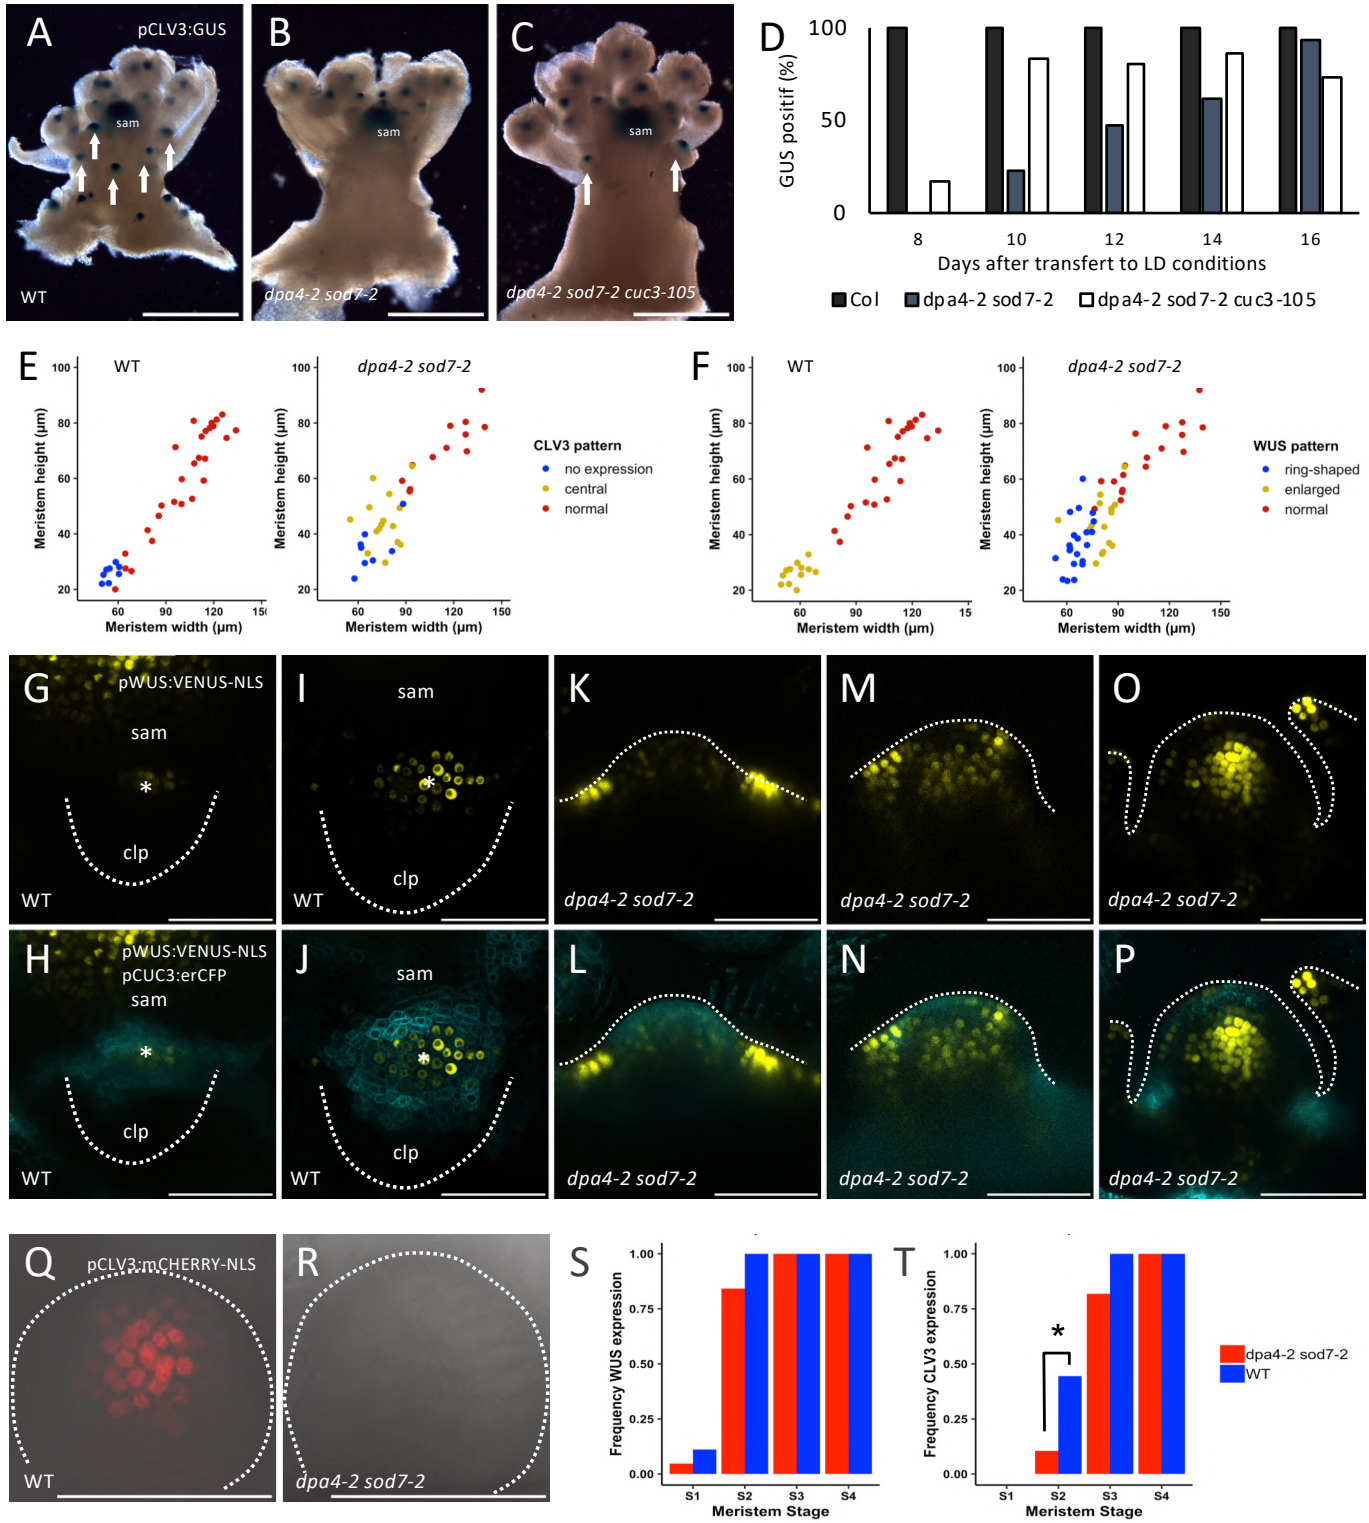 A
pCLV3:GUS
sam
WT
B
sam
dpa4-2 sod7-2
C
sam
dpa4-2 sod7-2 cuc3-105
D
GUS positif (%)
100
50
0
8 10 12 14 16
Days after transfert to LD conditions
Col dpa4-2 sod7-2 dpa4-2 sod7-2 cuc3-105
E
WT
dpa4-2 sod7-2
Meristem height (µm)
100
80
60
40
20
60 90 120 150
Meristem width (µm)
Meristem height (µm)
100
80
60
40
20
60 90 120 150
Meristem width (µm)
CLV3 pattern
no expression
central
normal
F
WT
dpa4-2 sod7-2
Meristem height (µm)
100
80
60
40
20
60 90 120 150
Meristem width (µm)
Meristem height (µm)
100
80
60
40
20
60 90 120 150
Meristem width (µm)
WUS pattern
ring-shaped
enlarged
normal
G
pWUS:VENUS-NLS
sam
*
clp
WT
I
sam
*
clp
WT
K
dpa4-2 sod7-2
M
dpa4-2 sod7-2
O
dpa4-2 sod7-2
H
pWUS:VENUS-NLS
pCUC3:erCFP
sam
*
clp
WT
J
sam
*
clp
WT
L
dpa4-2 sod7-2
N
dpa4-2 sod7-2
P
dpa4-2 sod7-2
Q
pCLV3:mCHERRY-NLS
WT
R
dpa4-2 sod7-2
S
Frequency WUS expression
1.00
0.75
0.50
0.25
0.00
S1 S2 S3 S4
Meristem Stage
T
Frequency CLV3 expression
1.00
0.75
0.50
0.25
0.00
*
S1 S2 S3 S4
Meristem Stage
dpa4-2 sod7-2
WT